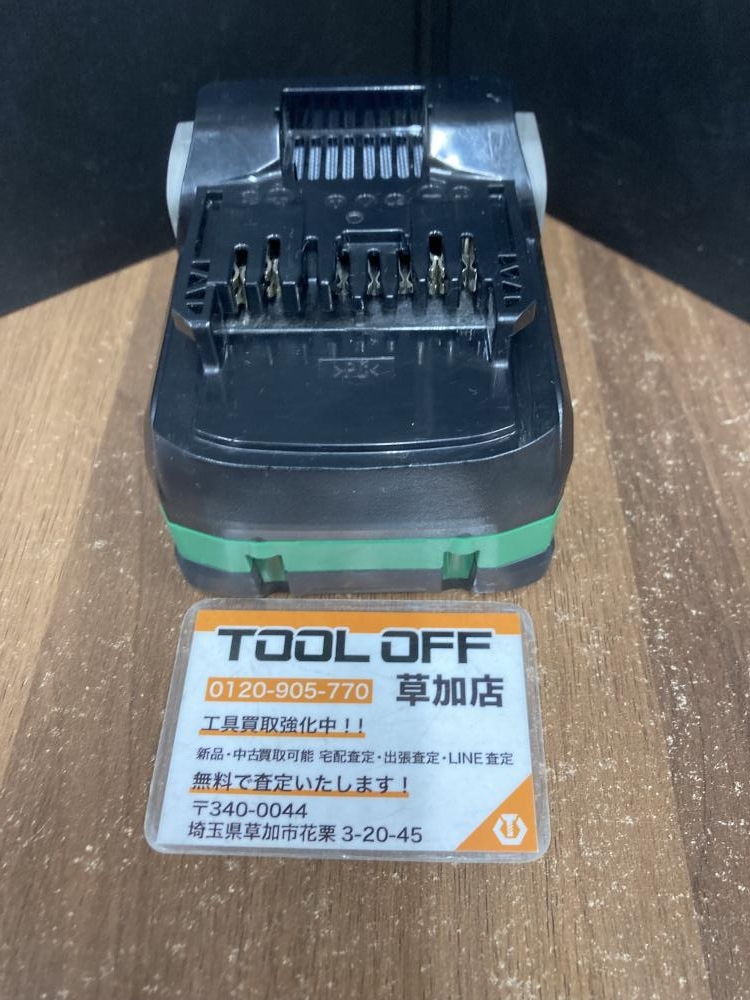 TOOL OFF
0120-905-770 草加店
工具買取強化中！！
新品・中古買取可能 宅配査定・出張査定・LINE査定
無料で査定いたします！
〒340-0044
埼玉県草加市花栗 3-20-45